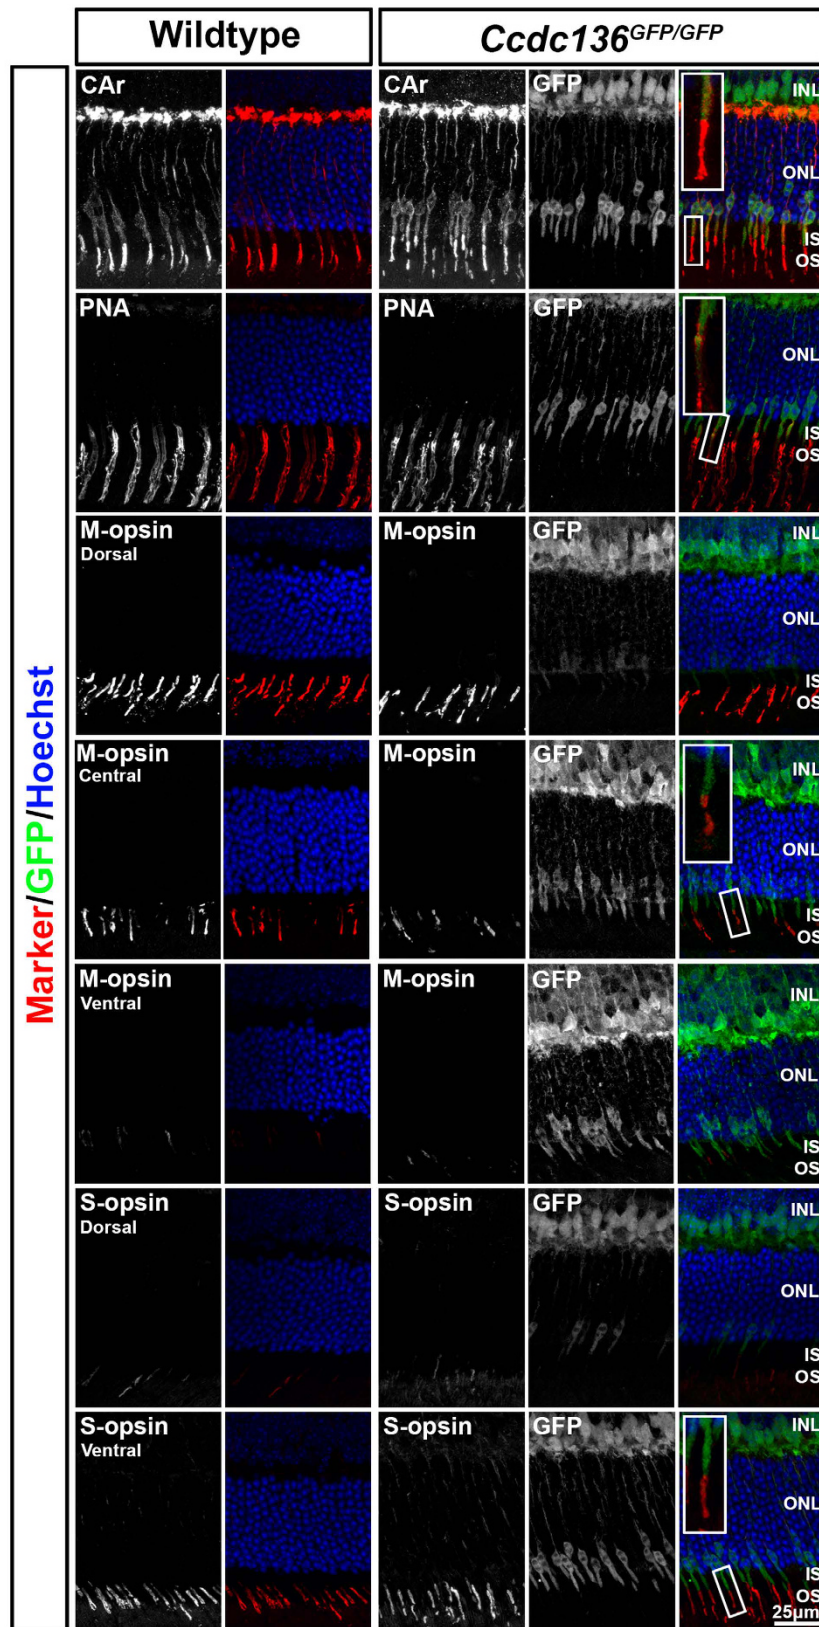 Wildtype
Ccdc136GFP/GFP
Marker/GFP/Hoechst
CAr
CAr
GFP
INL
ONL
IS
OS
PNA
PNA
GFP
ONL
IS
OS
M-opsin
Dorsal
M-opsin
GFP
INL
ONL
IS
OS
M-opsin
Central
M-opsin
GFP
INL
ONL
IS
OS
M-opsin
Ventral
M-opsin
GFP
INL
ONL
IS
OS
S-opsin
Dorsal
S-opsin
GFP
INL
ONL
IS
OS
S-opsin
Ventral
S-opsin
GFP
INL
ONL
IS
OS
25µm